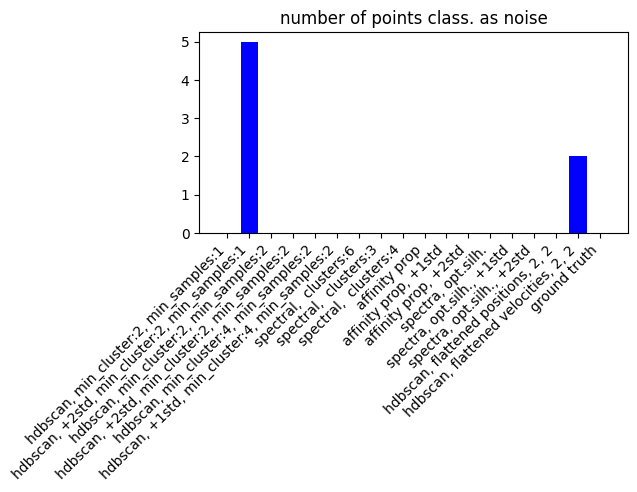 number of points class. as noise
5
4
3
2
1
0
hdbscan, min_cluster:2, min_samples:1
hdbscan, +2std, min_cluster:2, min_samples:1
hdbscan, min_cluster:2, min_samples:2
hdbscan, +2std, min_cluster:2, min_samples:2
hdbscan, min_cluster:4, min_samples:2
hdbscan, +1std, min_cluster:4, min_samples:2
spectral,  clusters:6
spectral,  clusters:3
spectral,  clusters:4
affinity prop
affinity prop, +1std
affinity prop, +2std
spectra, opt.silh.
spectra, opt.silh., +1std
spectra, opt.silh., +2std
hdbscan, flattened positions, 2, 2
hdbscan, flattened velocities, 2, 2
ground truth